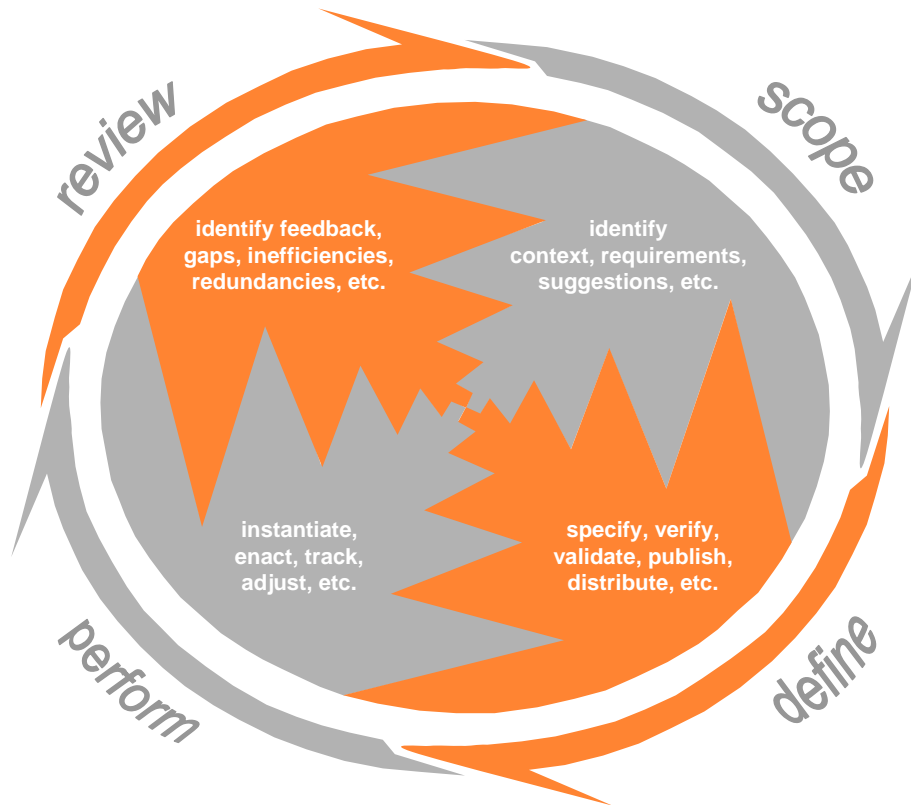 review
scope
identify feedback,
gaps, inefficiencies,
redundancies, etc.
identify
context, requirements,
suggestions, etc.
instantiate,
enact, track,
adjust, etc.
specify, verify,
validate, publish,
distribute, etc.
perform
define